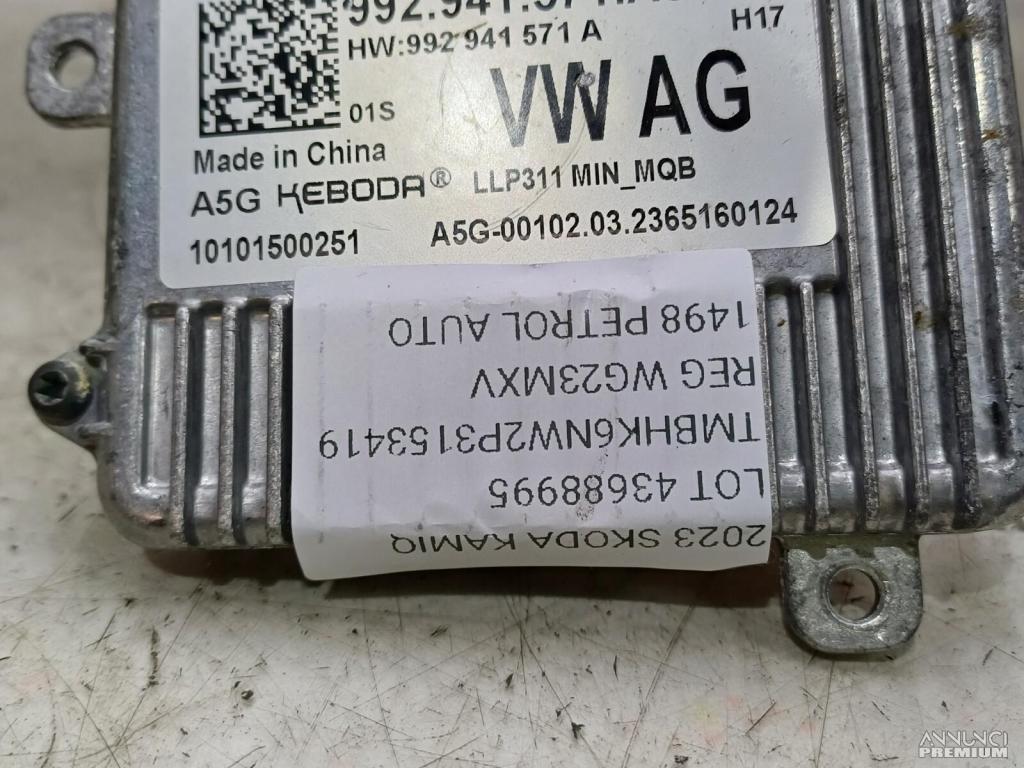 HW:992 941 571 A
H17
VW AG
01S
Made in China
A5G KEBODA® LLP311 MIN_MQB
10101500251
A5G-00102.03.2365160124
2023 SKODA KAMIQ
LOT 43688995
TMBHK6NW2P3153419
REG WG23MXV
1498 PETROL AUTO
ANNUNCI
PREMIUM